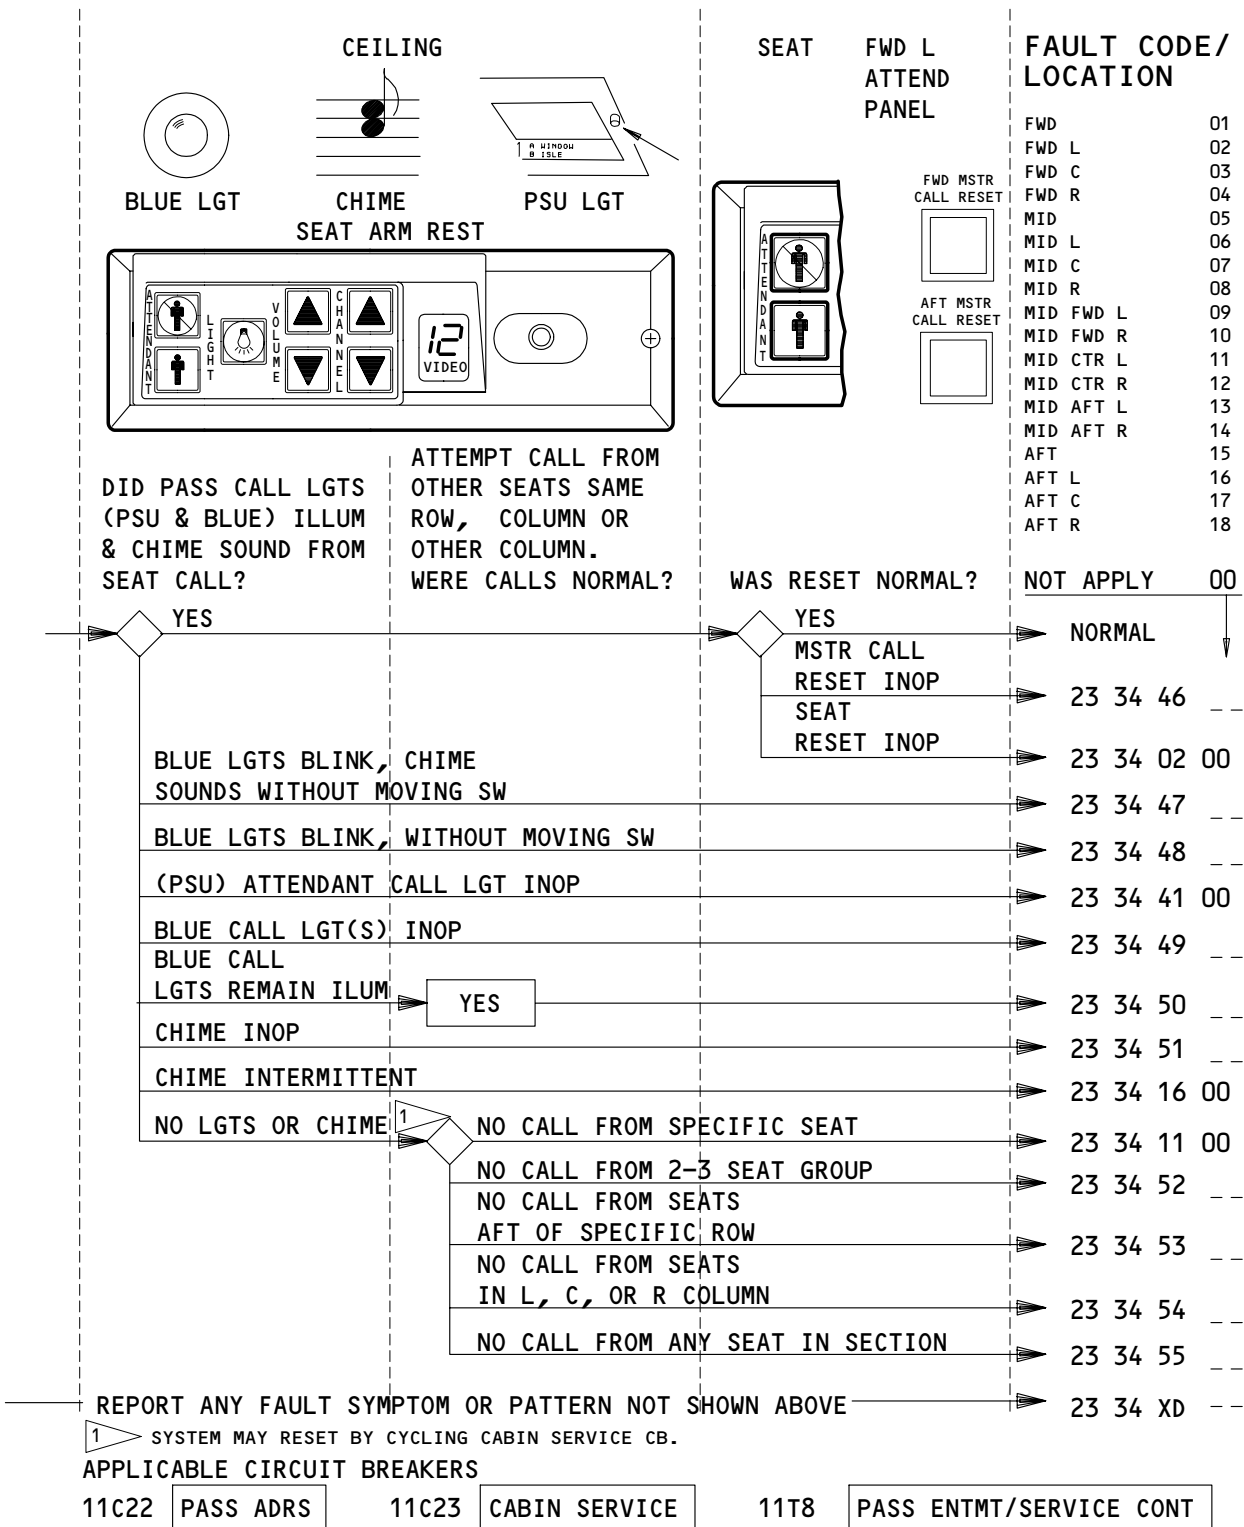 CEILING
SEAT
FWD L
ATTEND
PANEL
FAULT CODE/
LOCATION
1 A WINDOW
B ISLE
BLUE LGT
CHIME
PSU LGT
SEAT ARM REST
ATTENDANT
LIGHT
VOLUME
CHANNEL
12
VIDEO
ATTENDANT
FWD MSTR
CALL RESET
AFT MSTR
CALL RESET
FWD 01
FWD L 02
FWD C 03
FWD R 04
MID 05
MID L 06
MID C 07
MID R 08
MID FWD L 09
MID FWD R 10
MID CTR L 11
MID CTR R 12
MID AFT L 13
MID AFT R 14
AFT 15
AFT L 16
AFT C 17
AFT R 18
NOT APPLY 00
DID PASS CALL LGTS
(PSU & BLUE) ILLUM
& CHIME SOUND FROM
SEAT CALL?
ATTEMPT CALL FROM
OTHER SEATS SAME
ROW, COLUMN OR
OTHER COLUMN.
WERE CALLS NORMAL?
WAS RESET NORMAL?
YES
YES
NORMAL
MSTR CALL
RESET INOP
23 34 46 _ _
SEAT
RESET INOP
23 34 02 00
BLUE LGTS BLINK, CHIME
SOUNDS WITHOUT MOVING SW
23 34 47 _ _
BLUE LGTS BLINK, WITHOUT MOVING SW
23 34 48 _ _
(PSU) ATTENDANT CALL LGT INOP
23 34 41 00
BLUE CALL LGT(S) INOP
23 34 49 _ _
BLUE CALL
LGTS REMAIN ILUM
YES
23 34 50 _ _
CHIME INOP
23 34 51 _ _
CHIME INTERMITTENT
23 34 16 00
NO LGTS OR CHIME
1
NO CALL FROM SPECIFIC SEAT
23 34 11 00
NO CALL FROM 2-3 SEAT GROUP
23 34 52 _ _
NO CALL FROM SEATS
AFT OF SPECIFIC ROW
23 34 53 _ _
NO CALL FROM SEATS
IN L, C, OR R COLUMN
23 34 54 _ _
NO CALL FROM ANY SEAT IN SECTION
23 34 55 _ _
REPORT ANY FAULT SYMPTOM OR PATTERN NOT SHOWN ABOVE
23 34 XD _ _
1 SYSTEM MAY RESET BY CYCLING CABIN SERVICE CB.
APPLICABLE CIRCUIT BREAKERS
11C22 PASS ADRS 11C23 CABIN SERVICE 11T8 PASS ENTMT/SERVICE CONT